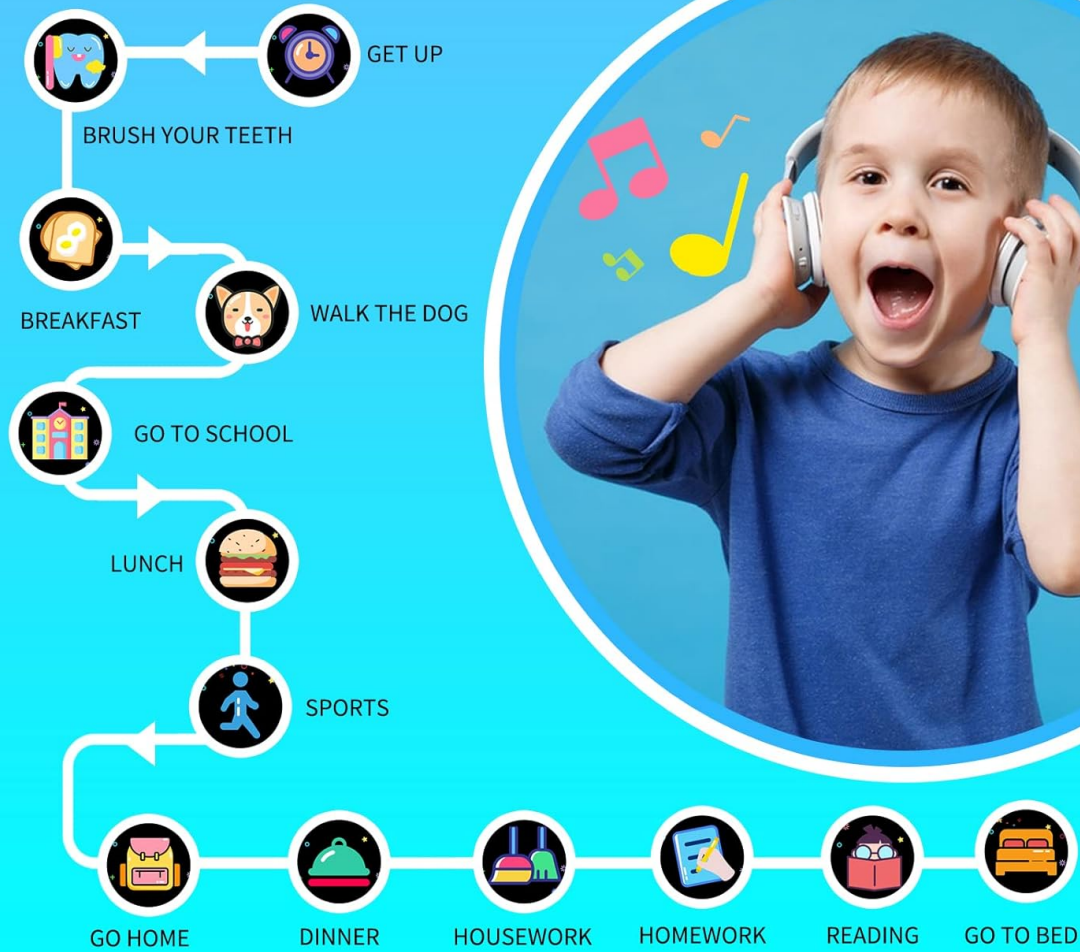 GET UP
BRUSH YOUR TEETH
BREAKFAST
WALK THE DOG
GO TO SCHOOL
LUNCH
SPORTS
GO HOME
DINNER
HOUSEWORK
HOMEWORK
READING
GO TO BED